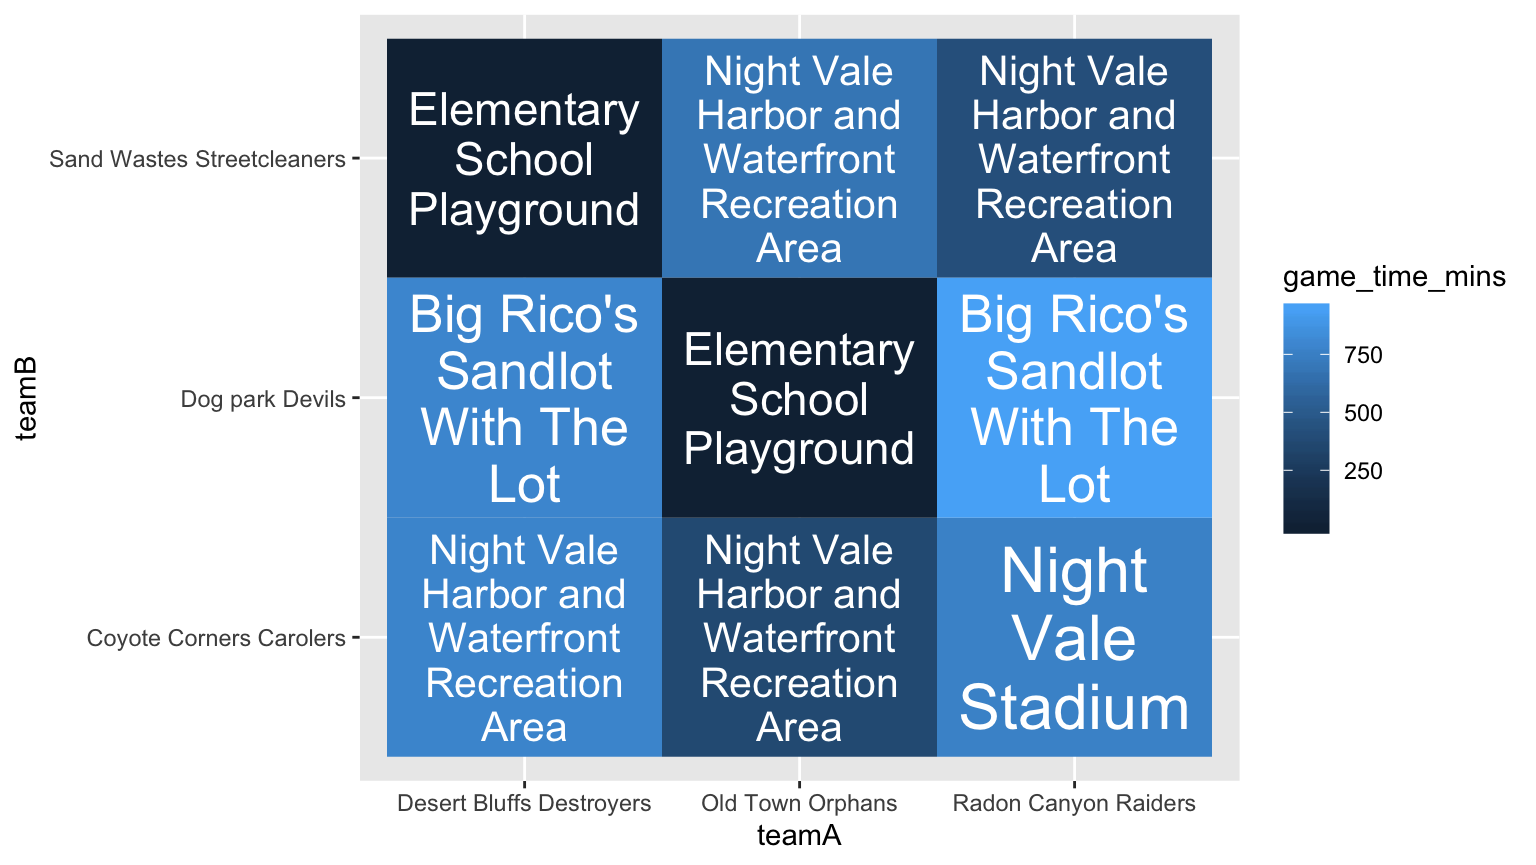 Elementary
School
Playground
Night Vale
Harbor and
Waterfront
Recreation
Area
Night Vale
Harbor and
Waterfront
Recreation
Area
Sand Wastes Streetcleaners
Big Rico's
Sandlot
With The
Lot
Elementary
School
Playground
Big Rico's
Sandlot
With The
Lot
Dog park Devils
teamB
Night Vale
Harbor and
Waterfront
Recreation
Area
Night Vale
Harbor and
Waterfront
Recreation
Area
Night
Vale
Stadium
Coyote Corners Carolers
Desert Bluffs Destroyers
Old Town Orphans
Radon Canyon Raiders
teamA
game_time_mins
750
500
250